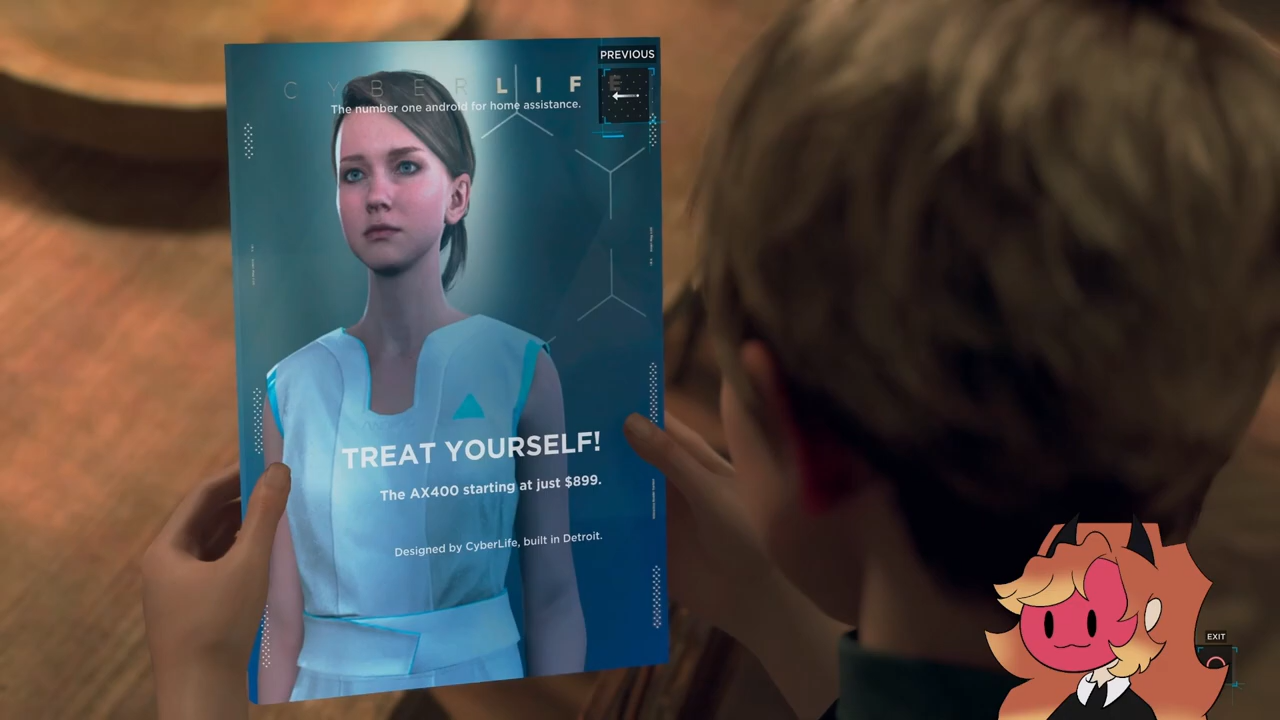 PREVIOUS
CYBERLIFE
The number one android for home assistance.
TREAT YOURSELF!
The AX400 starting at just $899.
Designed by CyberLife, built in Detroit.
EXIT